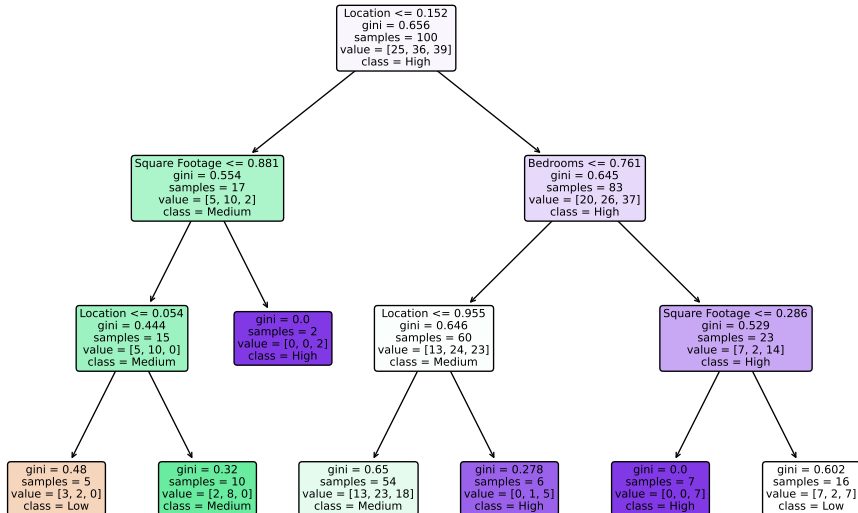 Location <= 0.152
gini = 0.656
samples = 100
value = [25, 36, 39]
class = High
Square Footage <= 0.881
gini = 0.554
samples = 17
value = [5, 10, 2]
class = Medium
Bedrooms <= 0.761
gini = 0.645
samples = 83
value = [20, 26, 37]
class = High
Location <= 0.054
gini = 0.444
samples = 15
value = [5, 10, 0]
class = Medium
gini = 0.0
samples = 2
value = [0, 0, 2]
class = High
Location <= 0.955
gini = 0.646
samples = 60
value = [13, 24, 23]
class = Medium
Square Footage <= 0.286
gini = 0.529
samples = 23
value = [7, 2, 14]
class = High
gini = 0.48
samples = 5
value = [3, 2, 0]
class = Low
gini = 0.32
samples = 10
value = [2, 8, 0]
class = Medium
gini = 0.65
samples = 54
value = [13, 23, 18]
class = Medium
gini = 0.278
samples = 6
value = [0, 1, 5]
class = High
gini = 0.0
samples = 7
value = [0, 0, 7]
class = High
gini = 0.602
samples = 16
value = [7, 2, 7]
class = Low